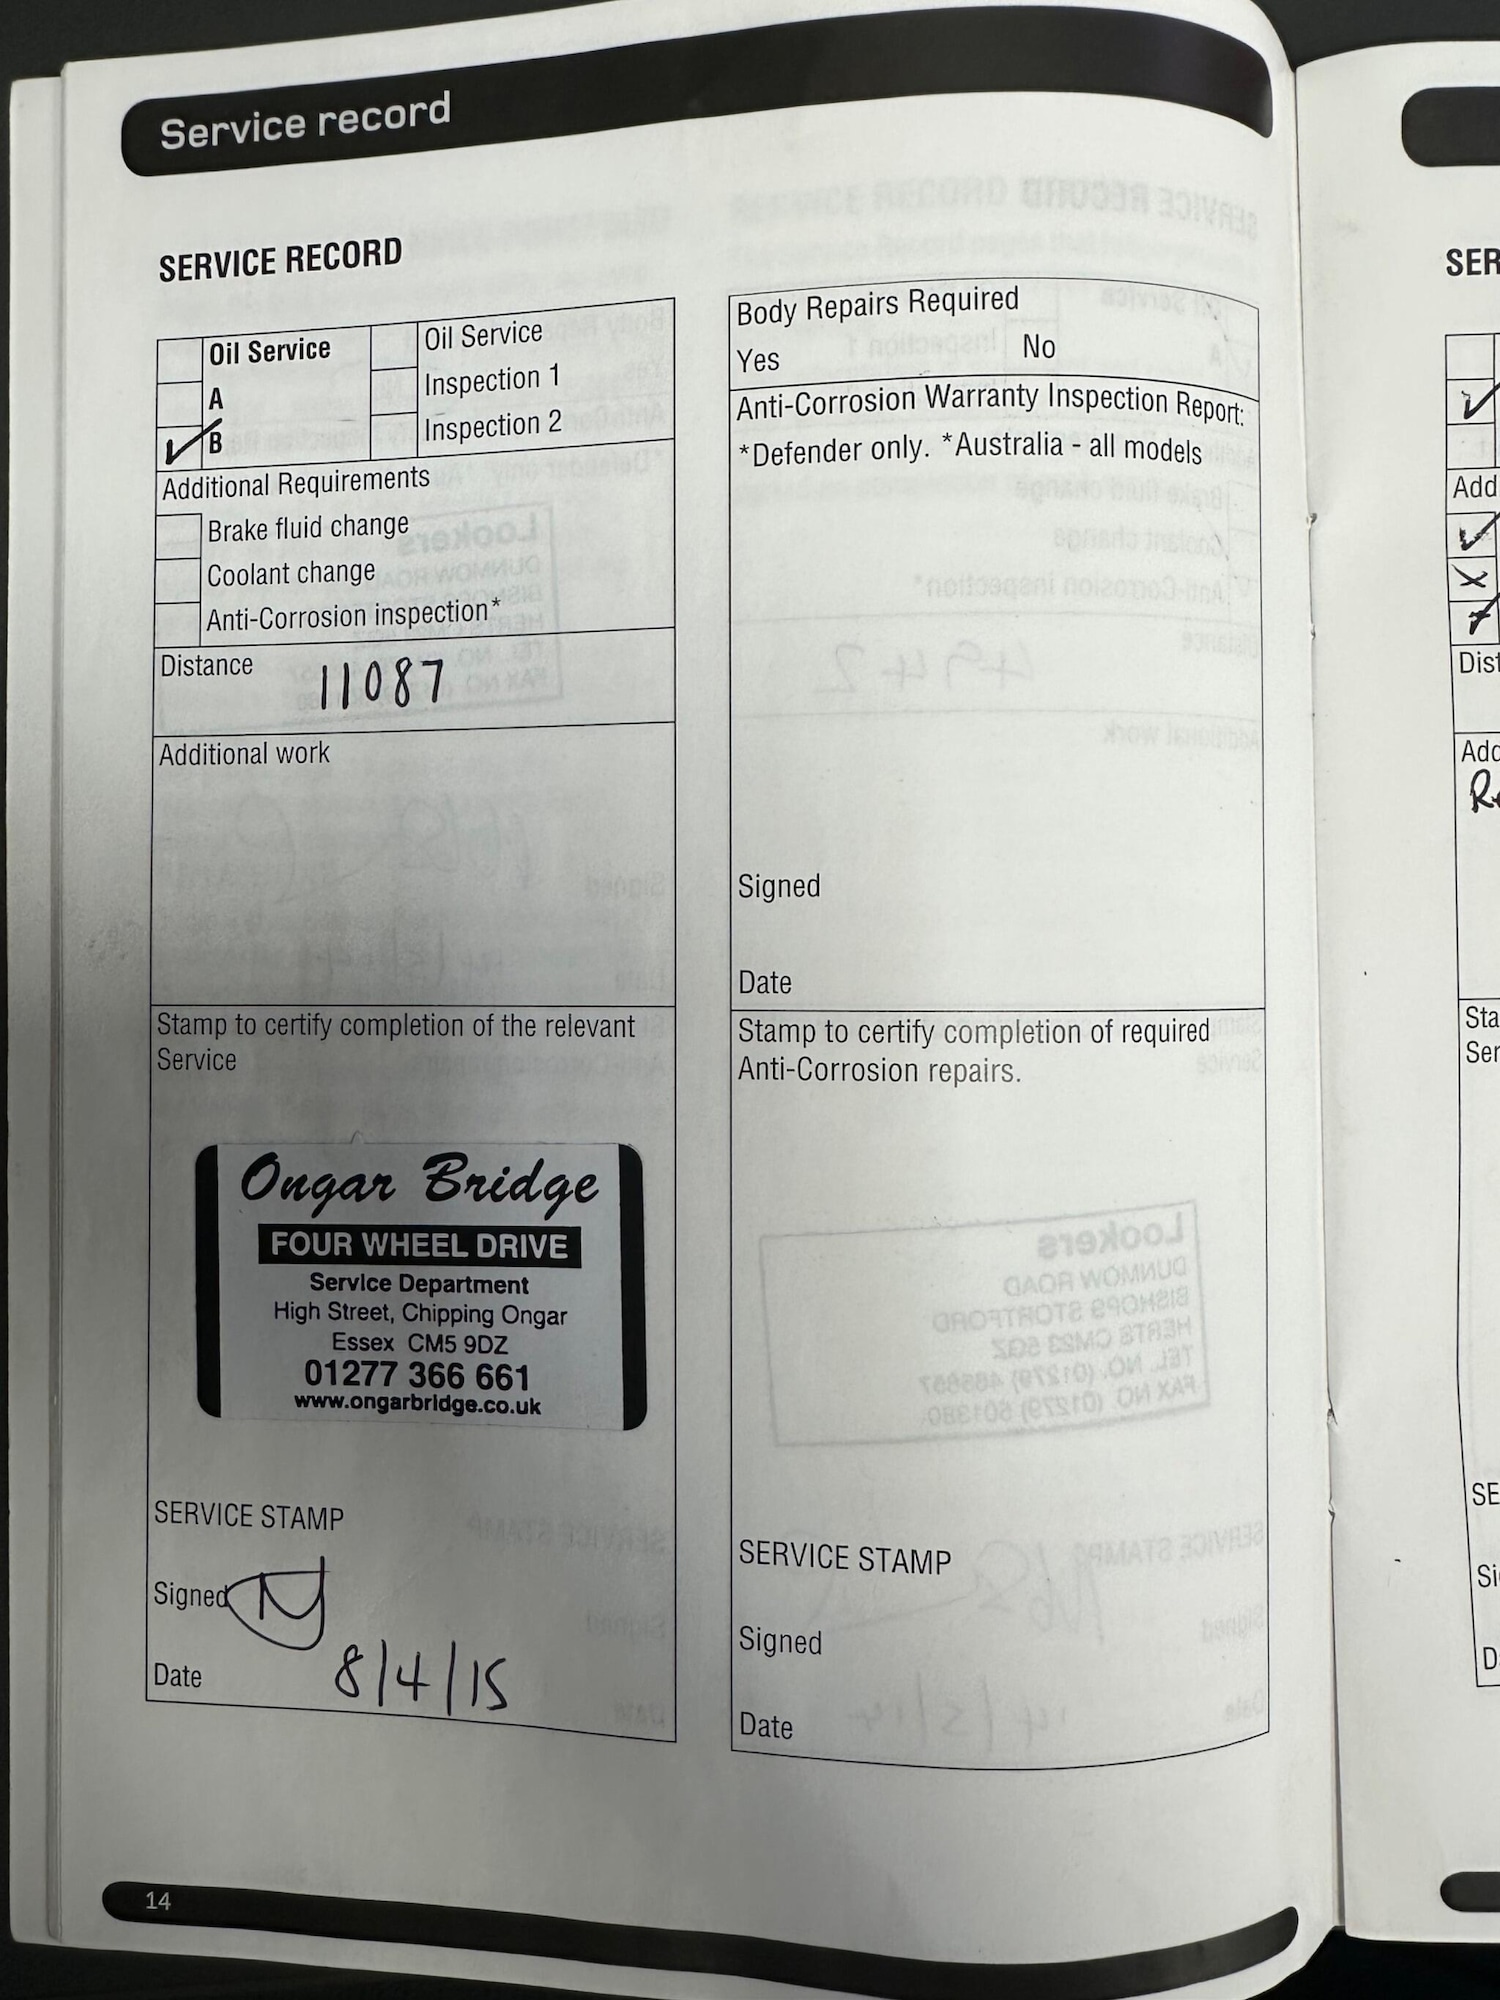 Service record
SERVICE RECORD
Oil Service
A
B
Oil Service
Inspection 1
Inspection 2
Additional Requirements
Brake fluid change
Coolant change
Anti-Corrosion inspection*
Distance
11087
Additional work
Stamp to certify completion of the relevant
Service
Ongar Bridge
FOUR WHEEL DRIVE
Service Department
High Street, Chipping Ongar
Essex CM5 9DZ
01277 366 661
www.ongarbridge.co.uk
SERVICE STAMP
Signed
Date 8/4/15
Body Repairs Required
Yes No
Anti-Corrosion Warranty Inspection Report:
*Defender only. *Australia - all models
Signed
Date
Stamp to certify completion of required
Anti-Corrosion repairs.
SERVICE STAMP
Signed
Date
14